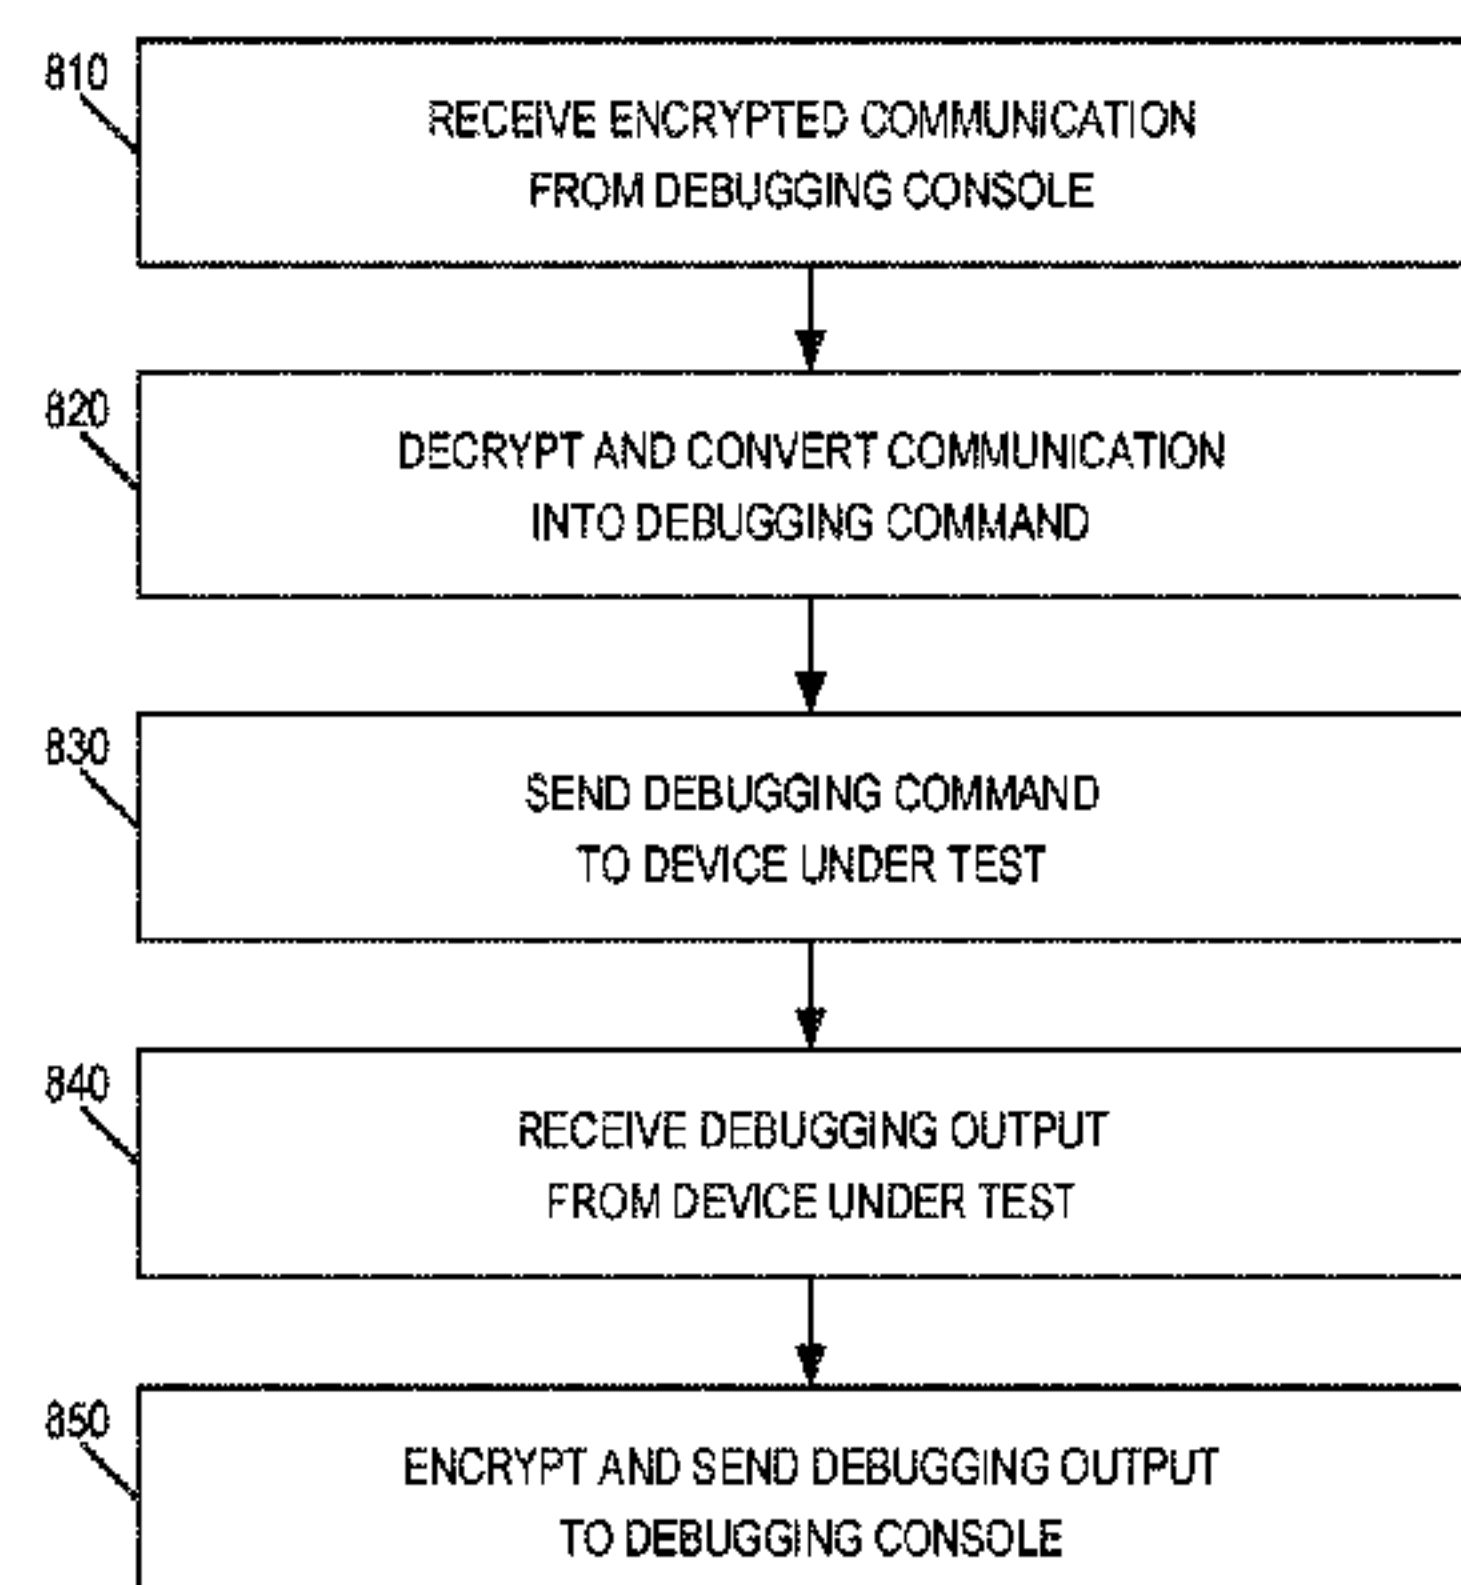 810
RECEIVE ENCRYPTED COMMUNICATION
FROM DEBUGGING CONSOLE
820
DECRYPT AND CONVERT COMMUNICATION
INTO DEBUGGING COMMAND
830
SEND DEBUGGING COMMAND
TO DEVICE UNDER TEST
840
RECEIVE DEBUGGING OUTPUT
FROM DEVICE UNDER TEST
850
ENCRYPT AND SEND DEBUGGING OUTPUT
TO DEBUGGING CONSOLE